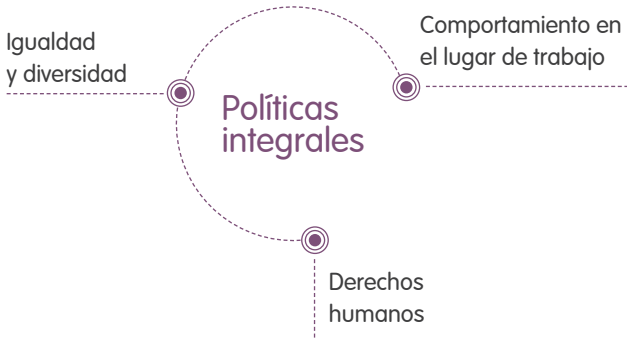 Igualdad
y diversidad
Comportamiento en
el lugar de trabajo
Políticas
integrales
Derechos
humanos